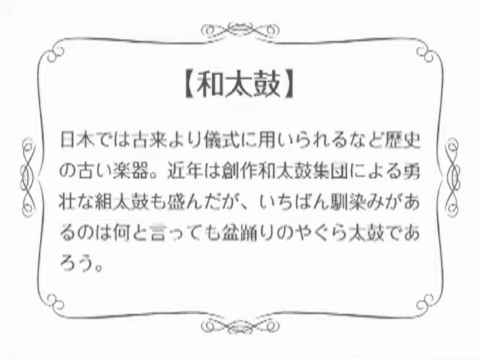 【和太鼓】
日木では古来より儀式に用いられるなど歴史
の古い楽器。近年は創作和太鼓集団による勇
壮な組太鼓も盛んだが、いちばん馴染みがあ
るのは何と言っても盆踊りのやぐら太鼓であ
ろう。